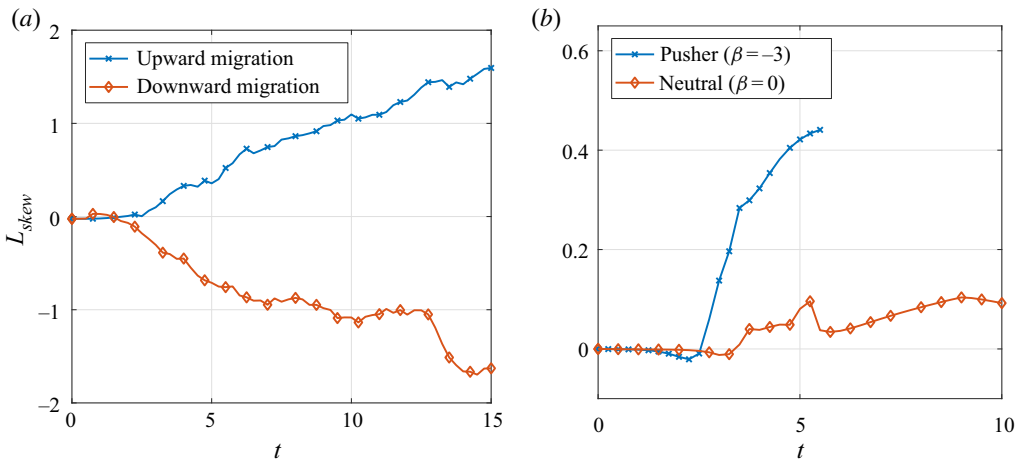 (a)
2
1
0
−1
−2
L_skew
Upward migration
Downward migration
0
5
10
15
t
(b)
0.6
0.4
0.2
0
Pusher (β = −3)
Neutral (β = 0)
0
5
10
t